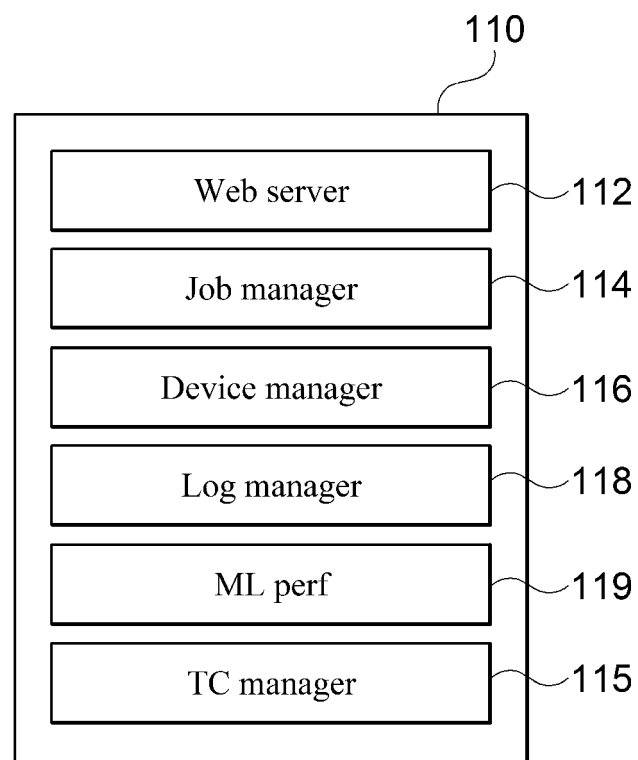 110
Web server 112
Job manager 114
Device manager 116
Log manager 118
ML perf 119
TC manager 115